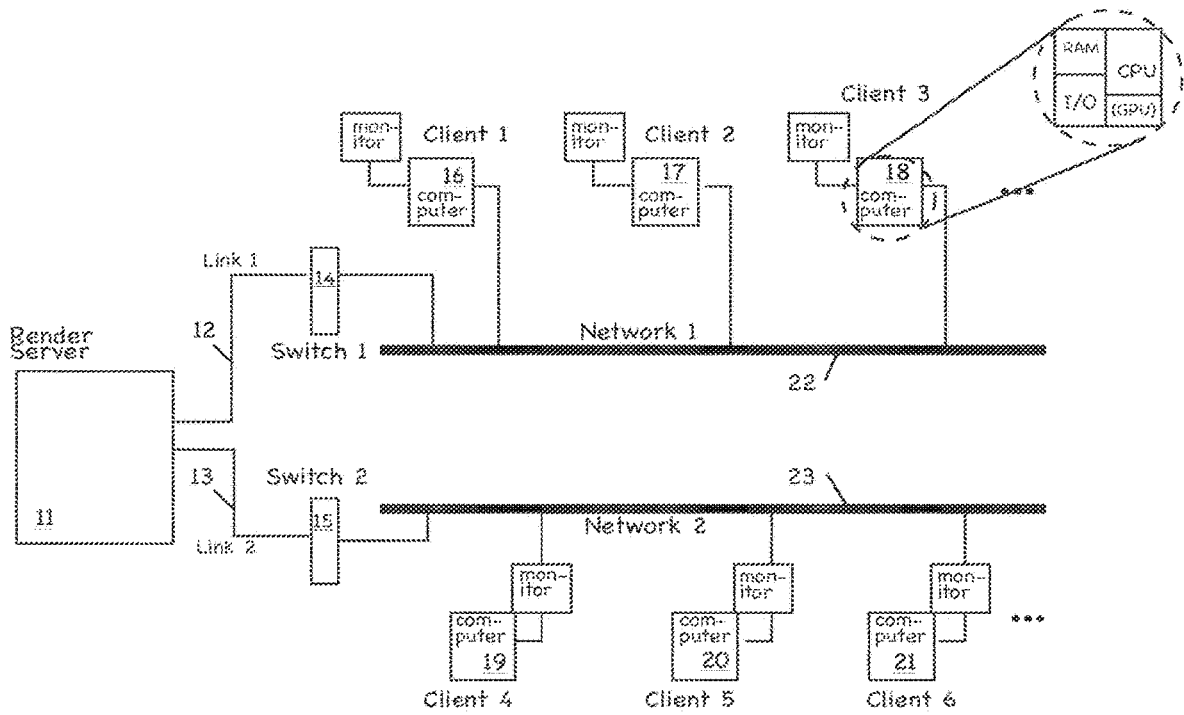 RAM
CPU
T/O
(GPU)
Client 3
mon-
itor
Client 1
mon-
itor
Client 2
mon-
itor
16
com-
puter
17
com-
puter
18
com-
puter
...
Link 1
14
12
Render
Server
Switch 1
Network 1
22
13
Switch 2
23
11
15
Network 2
Link 2
mon-
itor
mon-
itor
mon-
itor
com-
puter
19
com-
puter
20
com-
puter
21
...
Client 4
Client 5
Client 6